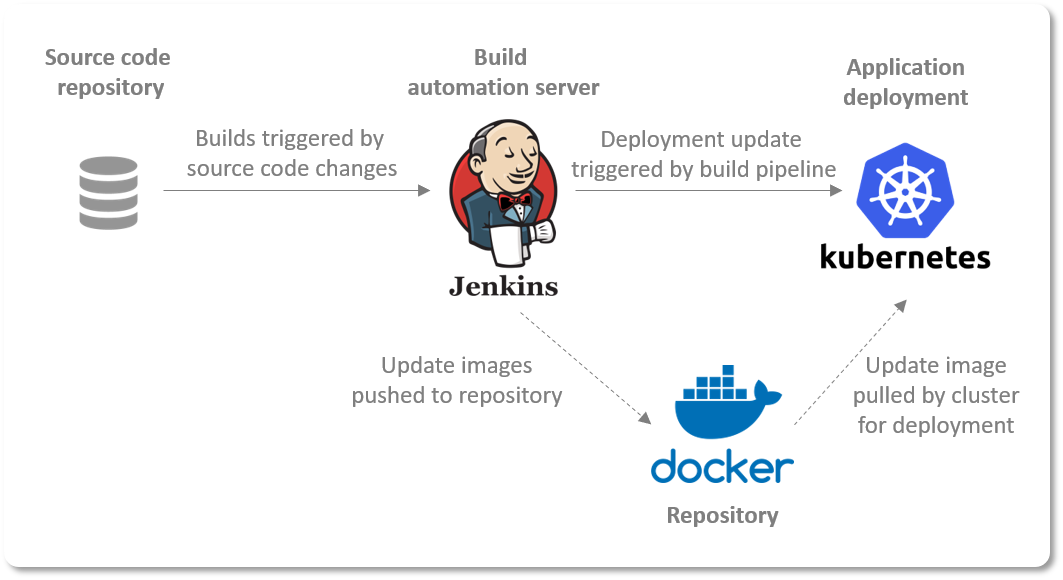 Source code
repository
Build
automation server
Application
deployment
Builds triggered by
source code changes
Deployment update
triggered by build pipeline
Jenkins
kubernetes
Update images
pushed to repository
Update image
pulled by cluster
for deployment
docker
Repository